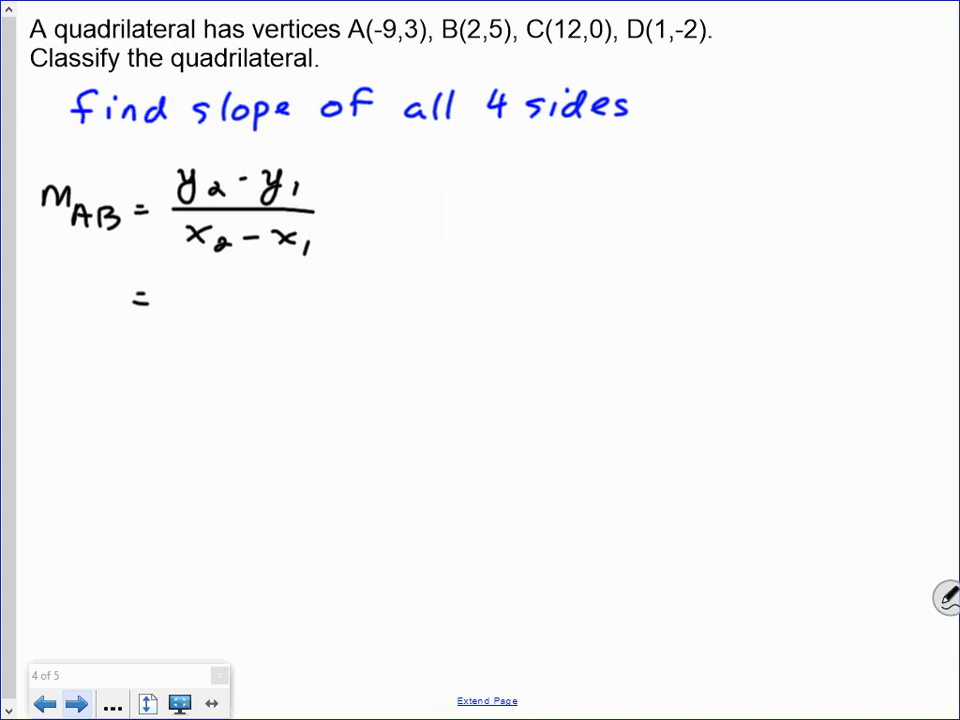 A quadrilateral has vertices A(-9,3), B(2,5), C(12,0), D(1,-2).
Classify the quadrilateral.
find slope of all 4 sides
m_AB = (y₂ - y₁) / (x₂ - x₁)
=
4 of 5
Extend Page